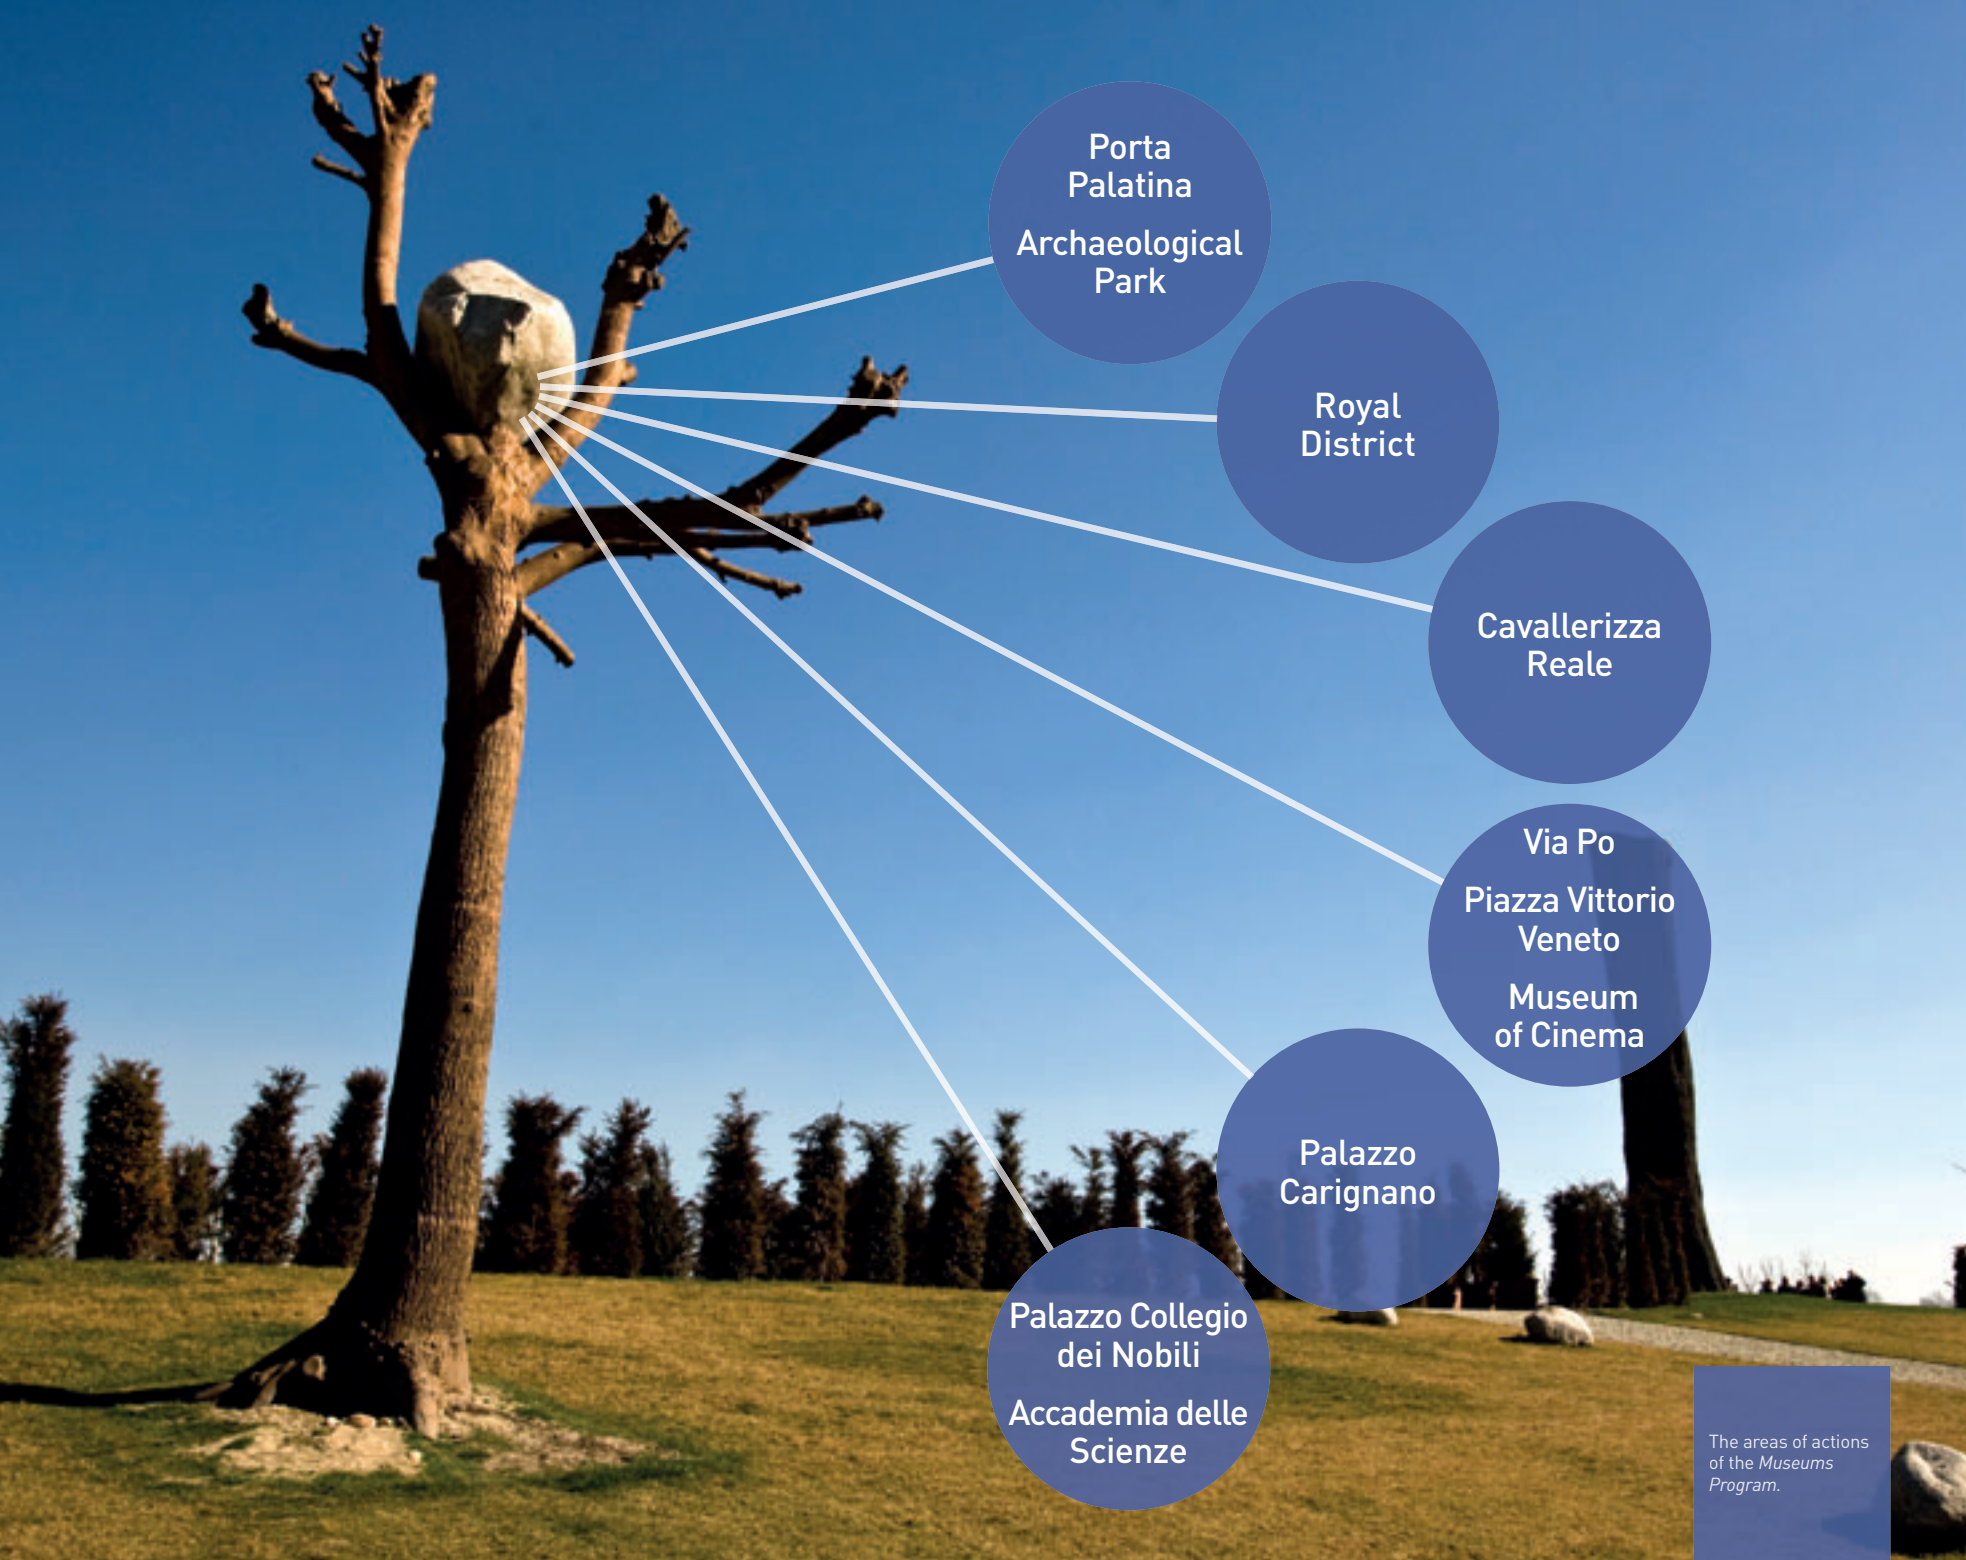 Porta
Palatina
Archaeological
Park
Royal
District
Cavallerizza
Reale
Via Po
Piazza Vittorio
Veneto
Museum
of Cinema
Palazzo
Carignano
Palazzo Collegio
dei Nobili
Accademia delle
Scienze
The areas of actions
of the Museums
Program.